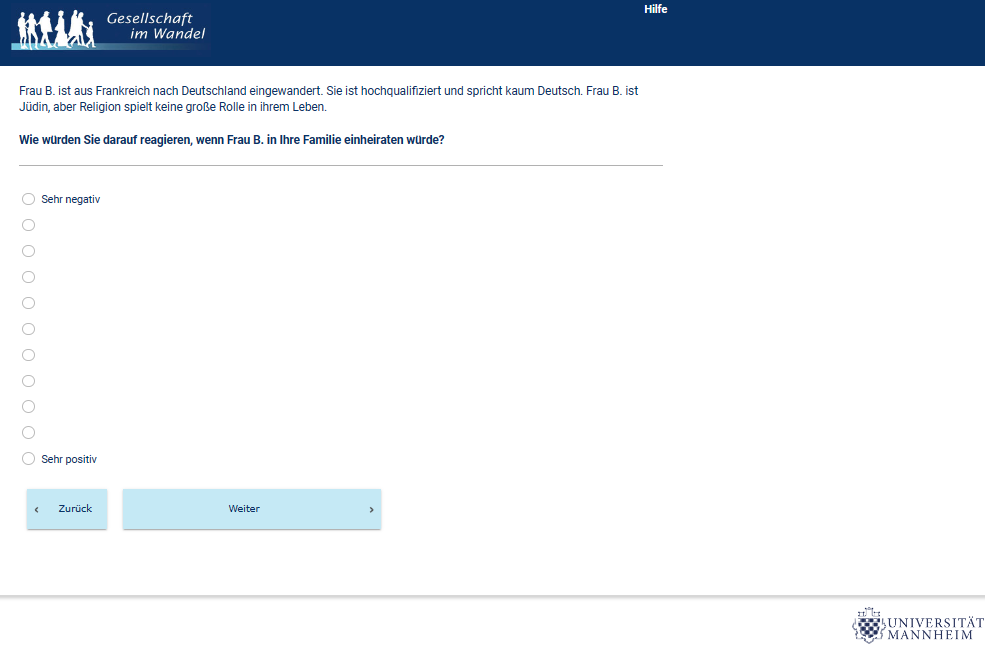 Gesellschaft
im Wandel
Hilfe
Frau B. ist aus Frankreich nach Deutschland eingewandert. Sie ist hochqualifiziert und spricht kaum Deutsch. Frau B. ist
Jüdin, aber Religion spielt keine große Rolle in ihrem Leben.
Wie würden Sie darauf reagieren, wenn Frau B. in Ihre Familie einheiraten würde?
Sehr negativ
Sehr positiv
‹ Zurück
Weiter ›
UNIVERSITÄT
MANNHEIM